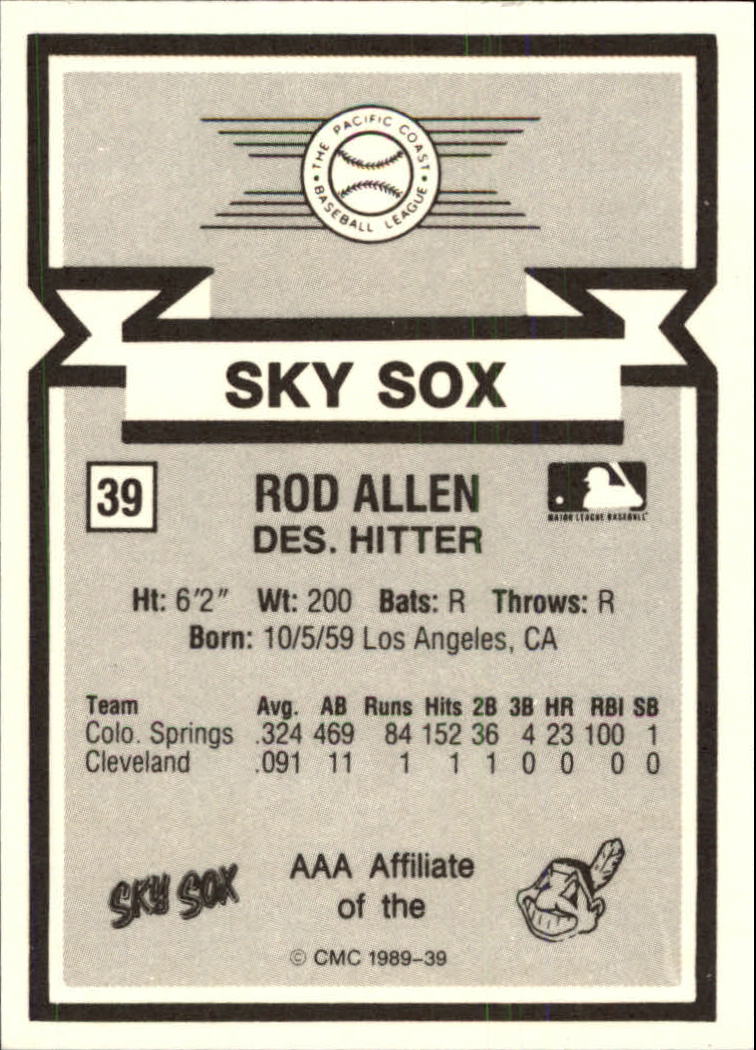 THE PACIFIC COAST
BASEBALL LEAGUE
SKY SOX
39
ROD ALLEN
DES. HITTER
MAJOR LEAGUE BASEBALL
Ht: 6'2" Wt: 200 Bats: R Throws: R
Born: 10/5/59 Los Angeles, CA
Team Avg. AB Runs Hits 2B 3B HR RBI SB
Colo. Springs .324 469 84 152 36 4 23 100 1
Cleveland .091 11 1 1 1 0 0 0 0
SKY SOX
AAA Affiliate
of the
© CMC 1989-39